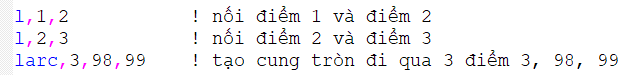 l,1,2 ! nối điểm 1 và điểm 2
l,2,3 ! nối điểm 2 và điểm 3
larc,3,98,99 ! tạo cung tròn đi qua 3 điểm 3, 98, 99